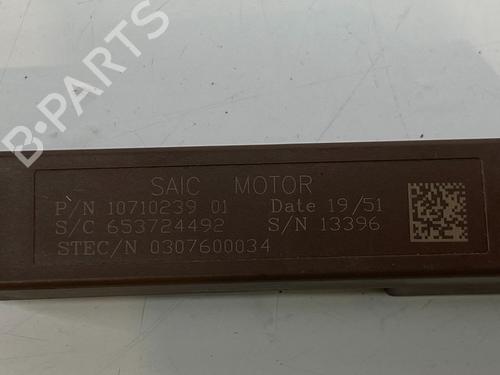 B-PARTS
SAIC MOTOR
P/N 10710239 01 Date 19/51
S/C 653724492 S/N 13396
STEC/N 0307600034